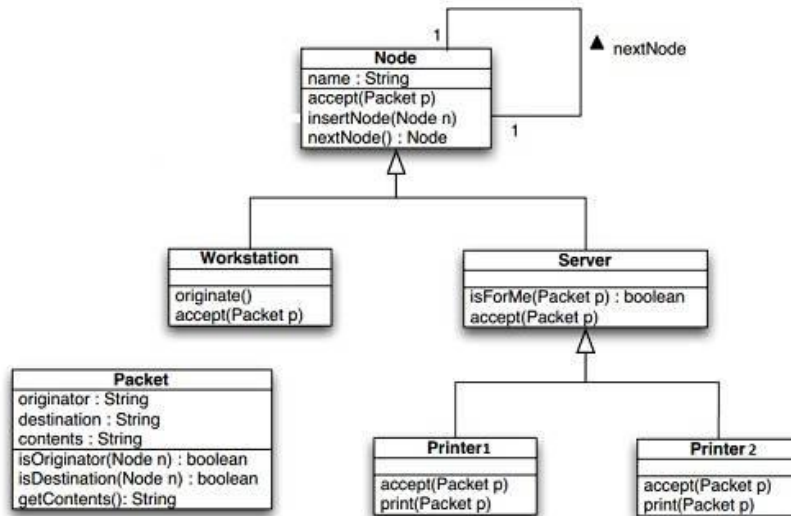 1
nextNode
Node
name : String
accept(Packet p)
insertNode(Node n)
nextNode() : Node
1
Workstation
originate()
accept(Packet p)
Server
isForMe(Packet p) : boolean
accept(Packet p)
Packet
originator : String
destination : String
contents : String
isOriginator(Node n) : boolean
isDestination(Node n) : boolean
getContents(): String
Printer1
accept(Packet p)
print(Packet p)
Printer 2
accept(Packet p)
print(Packet p)